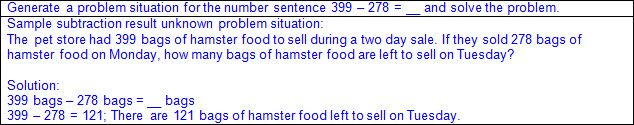 Generate a problem situation for the number sentence 399 – 278 = __ and solve the problem.
Sample subtraction result unknown problem situation:
The pet store had 399 bags of hamster food to sell during a two day sale. If they sold 278 bags of
hamster food on Monday, how many bags of hamster food are left to sell on Tuesday?
Solution:
399 bags – 278 bags = __ bags
399 – 278 = 121; There are 121 bags of hamster food left to sell on Tuesday.